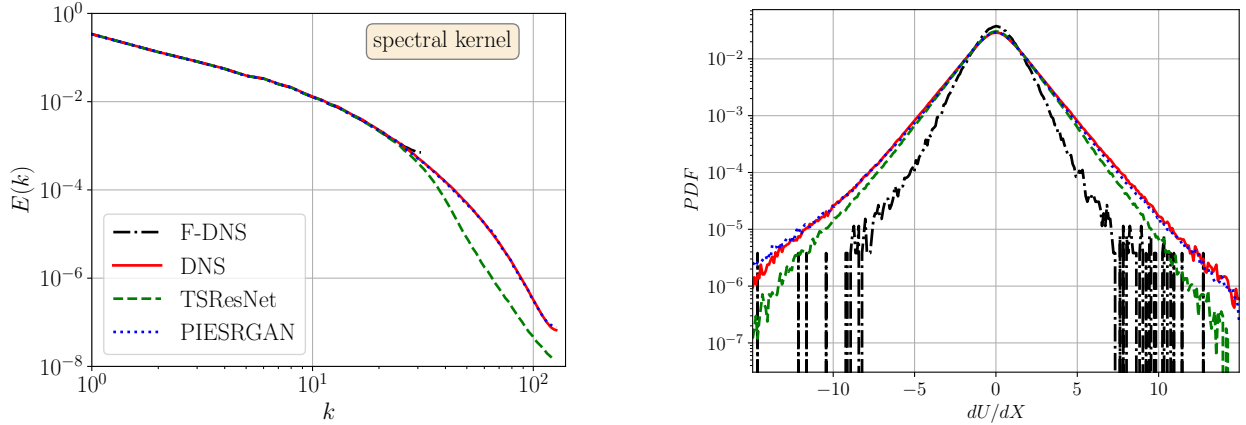 spectral kernel
E(k)
10^0
10^-2
10^-4
10^-6
10^-8
F-DNS
DNS
TSResNet
PIESRGAN
10^0
10^1
10^2
k
PDF
10^-2
10^-3
10^-4
10^-5
10^-6
10^-7
−10
−5
0
5
10
dU/dX